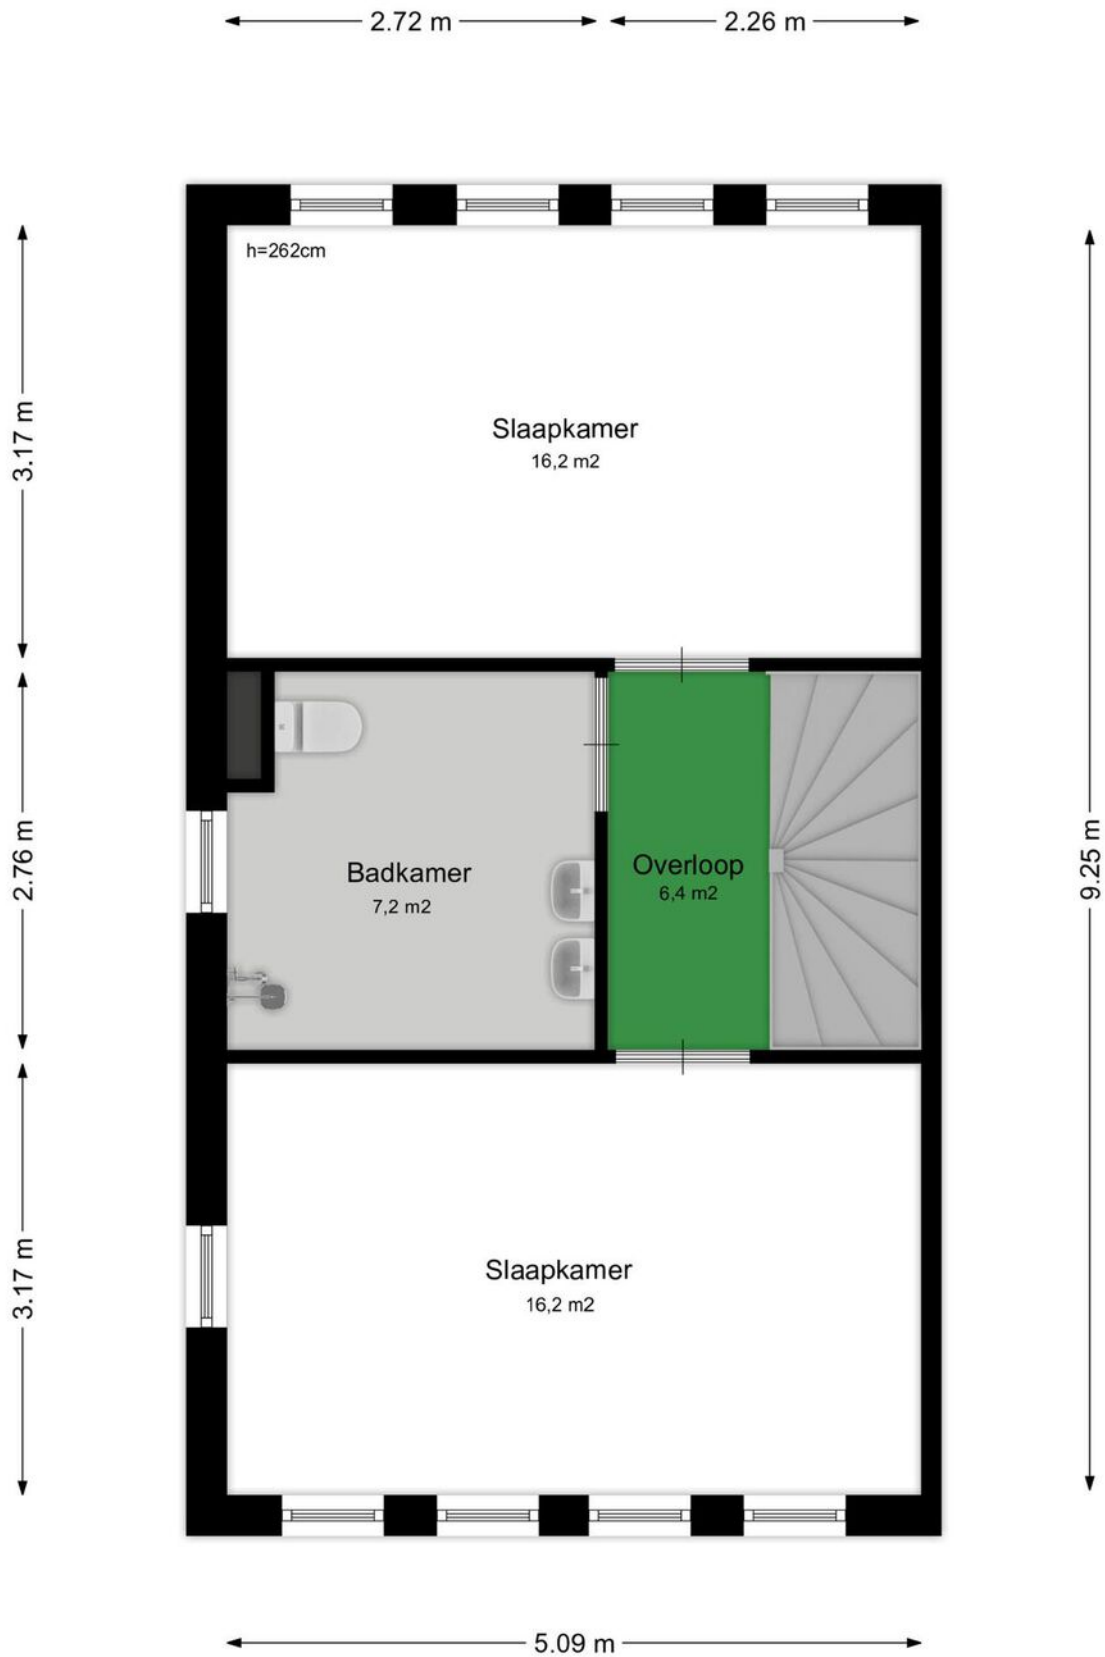 2.72 m
2.26 m
h=262cm
3.17 m
Slaapkamer
16,2 m2
2.76 m
9.25 m
Badkamer
7,2 m2
Overloop
6,4 m2
3.17 m
Slaapkamer
16,2 m2
5.09 m